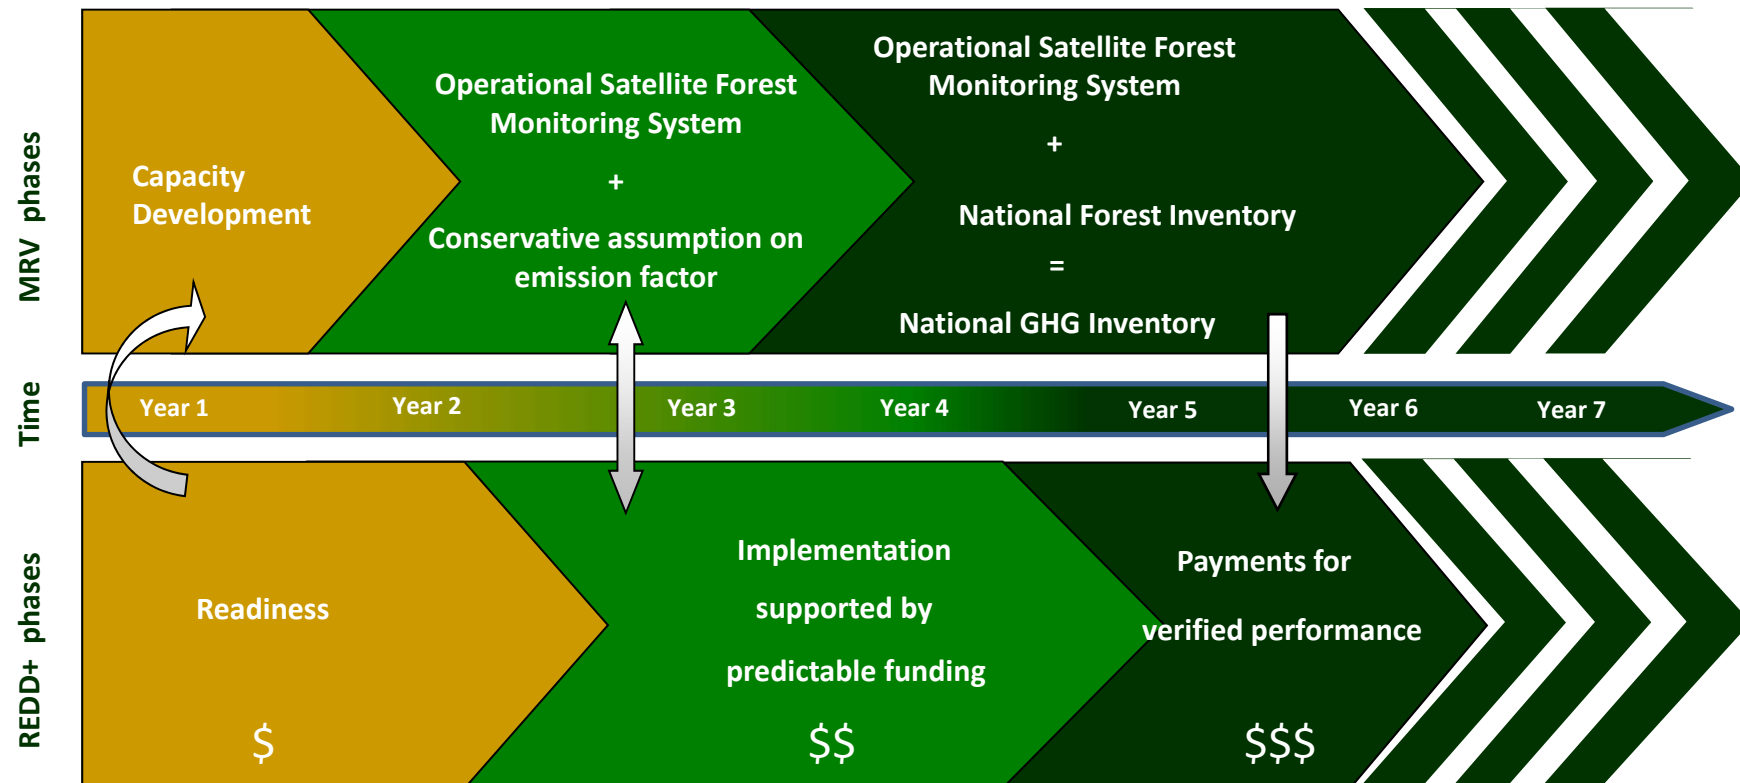 MRV phases
Capacity
Development
Operational Satellite Forest
Monitoring System
+
Conservative assumption on
emission factor
Operational Satellite Forest
Monitoring System
+
National Forest Inventory
=
National GHG Inventory
Time
Year 1
Year 2
Year 3
Year 4
Year 5
Year 6
Year 7
REDD+ phases
Readiness
$
Implementation
supported by
predictable funding
$$
Payments for
verified performance
$$$